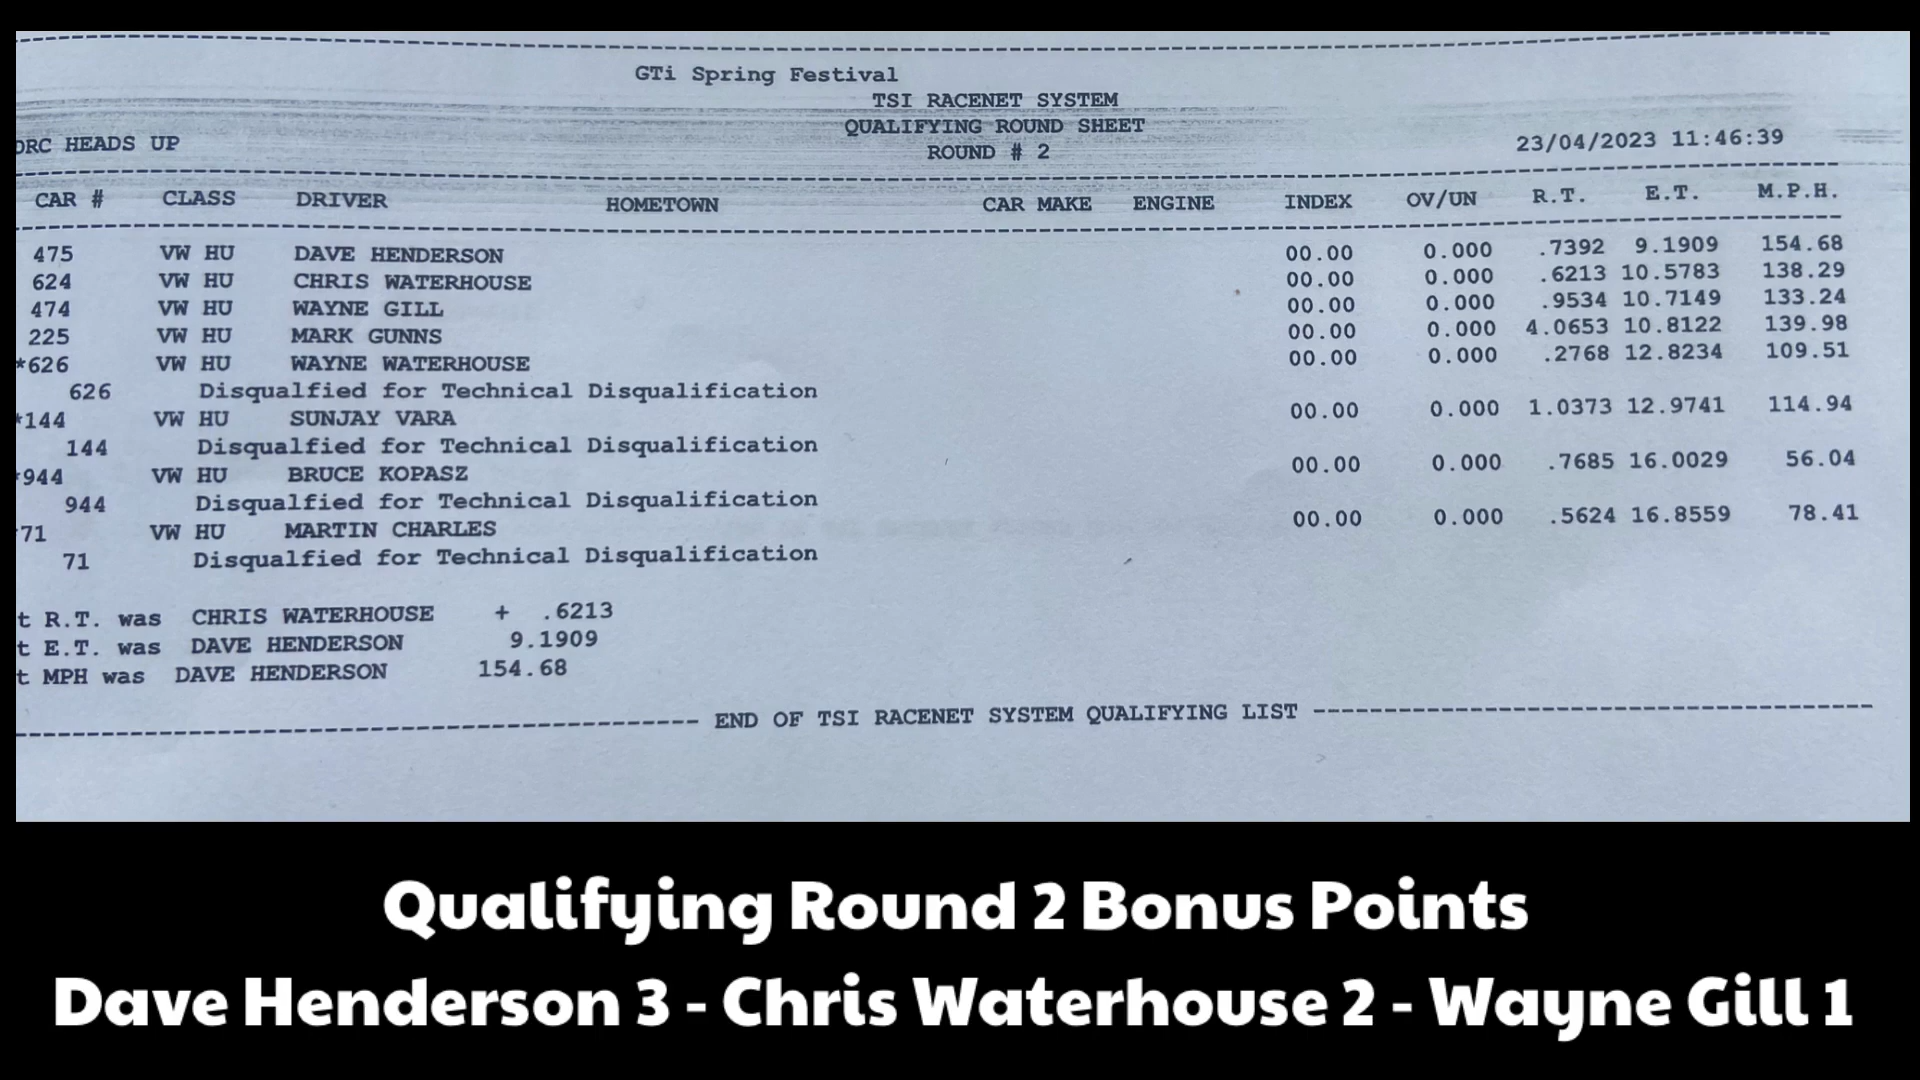 GTi Spring Festival
TSI RACENET SYSTEM
QUALIFYING ROUND SHEET
DRC HEADS UP ROUND # 2 23/04/2023 11:46:39
CAR # CLASS DRIVER HOMETOWN CAR MAKE ENGINE INDEX OV/UN R.T. E.T. M.P.H.
475 VW HU DAVE HENDERSON 00.00 0.000 .7392 9.1909 154.68
624 VW HU CHRIS WATERHOUSE 00.00 0.000 .6213 10.5783 138.29
474 VW HU WAYNE GILL 00.00 0.000 .9534 10.7149 133.24
225 VW HU MARK GUNNS 00.00 0.000 4.0653 10.8122 139.98
*626 VW HU WAYNE WATERHOUSE 00.00 0.000 .2768 12.8234 109.51
626 Disqualfied for Technical Disqualification
*144 VW HU SUNJAY VARA 00.00 0.000 1.0373 12.9741 114.94
144 Disqualfied for Technical Disqualification
*944 VW HU BRUCE KOPASZ 00.00 0.000 .7685 16.0029 56.04
944 Disqualfied for Technical Disqualification
*71 VW HU MARTIN CHARLES 00.00 0.000 .5624 16.8559 78.41
71 Disqualfied for Technical Disqualification
t R.T. was CHRIS WATERHOUSE + .6213
t E.T. was DAVE HENDERSON 9.1909
t MPH was DAVE HENDERSON 154.68
END OF TSI RACENET SYSTEM QUALIFYING LIST
Qualifying Round 2 Bonus Points
Dave Henderson 3 - Chris Waterhouse 2 - Wayne Gill 1